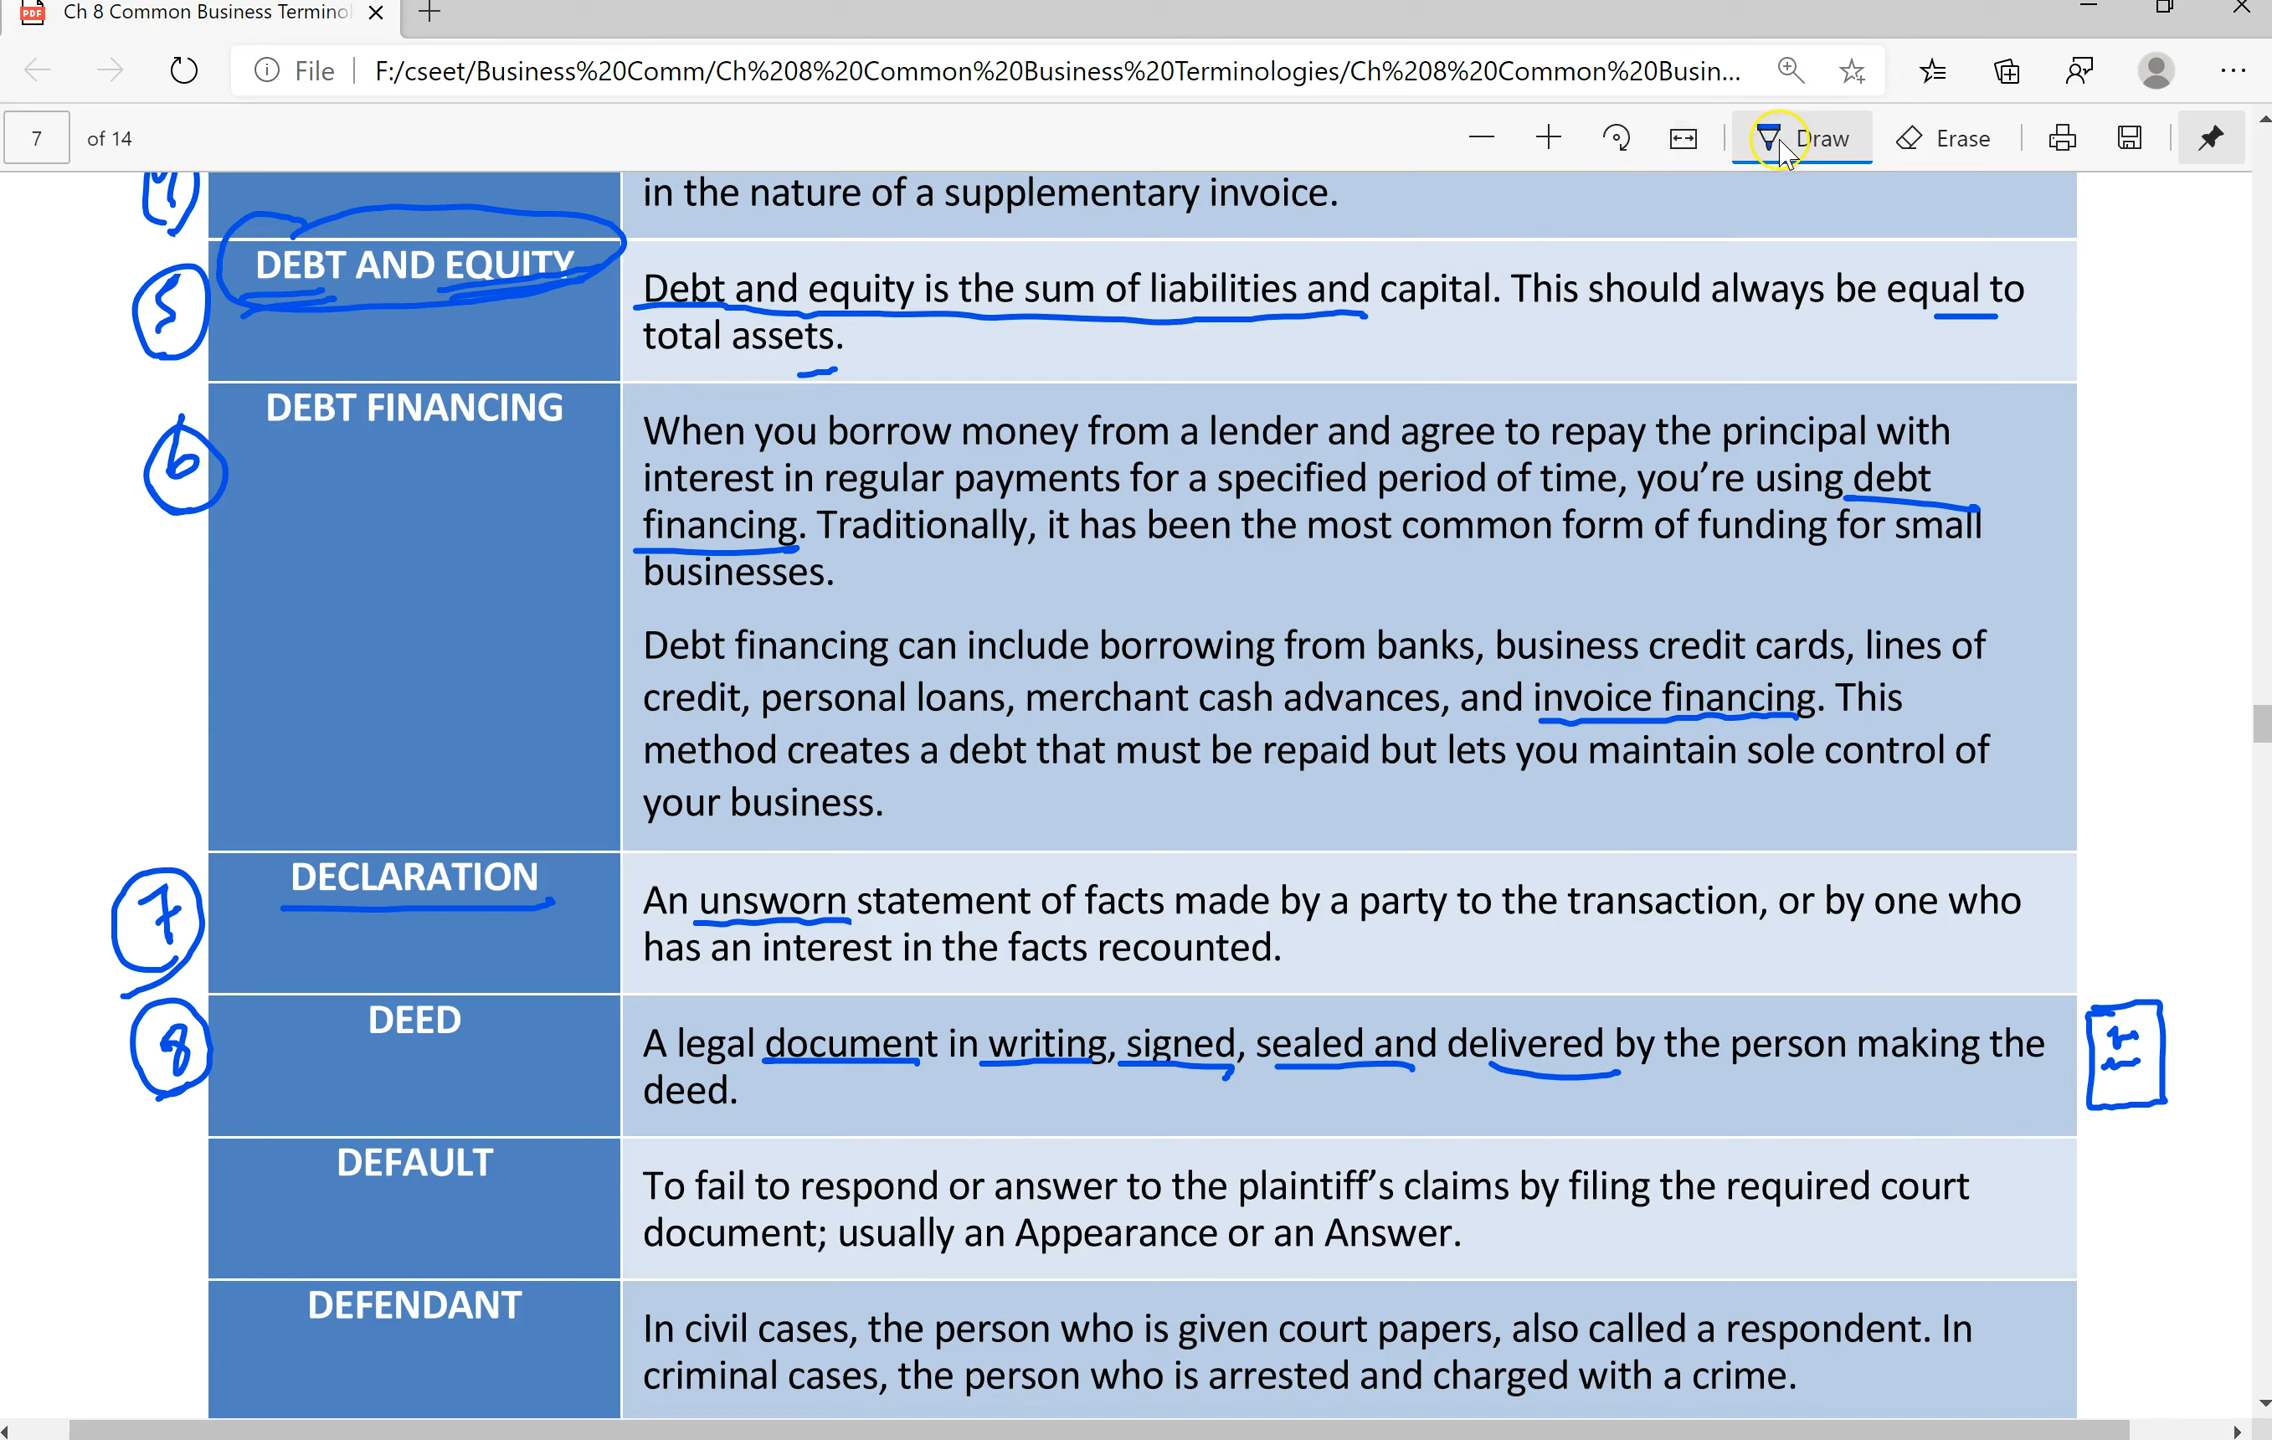 Ch 8 Common Business Terminol
File
F:/cseet/Business%20Comm/Ch%208%20Common%20Business%20Terminologies/Ch%208%20Common%20Busin...
7 of 14
Draw
Erase
in the nature of a supplementary invoice.
5
DEBT AND EQUITY
Debt and equity is the sum of liabilities and capital. This should always be equal to
total assets.
6
DEBT FINANCING
When you borrow money from a lender and agree to repay the principal with
interest in regular payments for a specified period of time, you’re using debt
financing. Traditionally, it has been the most common form of funding for small
businesses.
Debt financing can include borrowing from banks, business credit cards, lines of
credit, personal loans, merchant cash advances, and invoice financing. This
method creates a debt that must be repaid but lets you maintain sole control of
your business.
7
DECLARATION
An unsworn statement of facts made by a party to the transaction, or by one who
has an interest in the facts recounted.
8
DEED
A legal document in writing, signed, sealed and delivered by the person making the
deed.
DEFAULT
To fail to respond or answer to the plaintiff’s claims by filing the required court
document; usually an Appearance or an Answer.
DEFENDANT
In civil cases, the person who is given court papers, also called a respondent. In
criminal cases, the person who is arrested and charged with a crime.